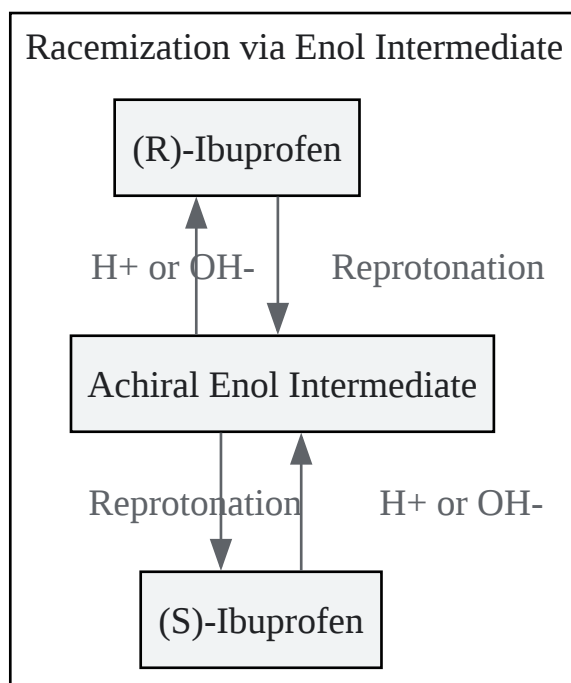 Racemization via Enol Intermediate
(R)-Ibuprofen
H+ or OH-
Reprotonation
Achiral Enol Intermediate
Reprotonation
H+ or OH-
(S)-Ibuprofen